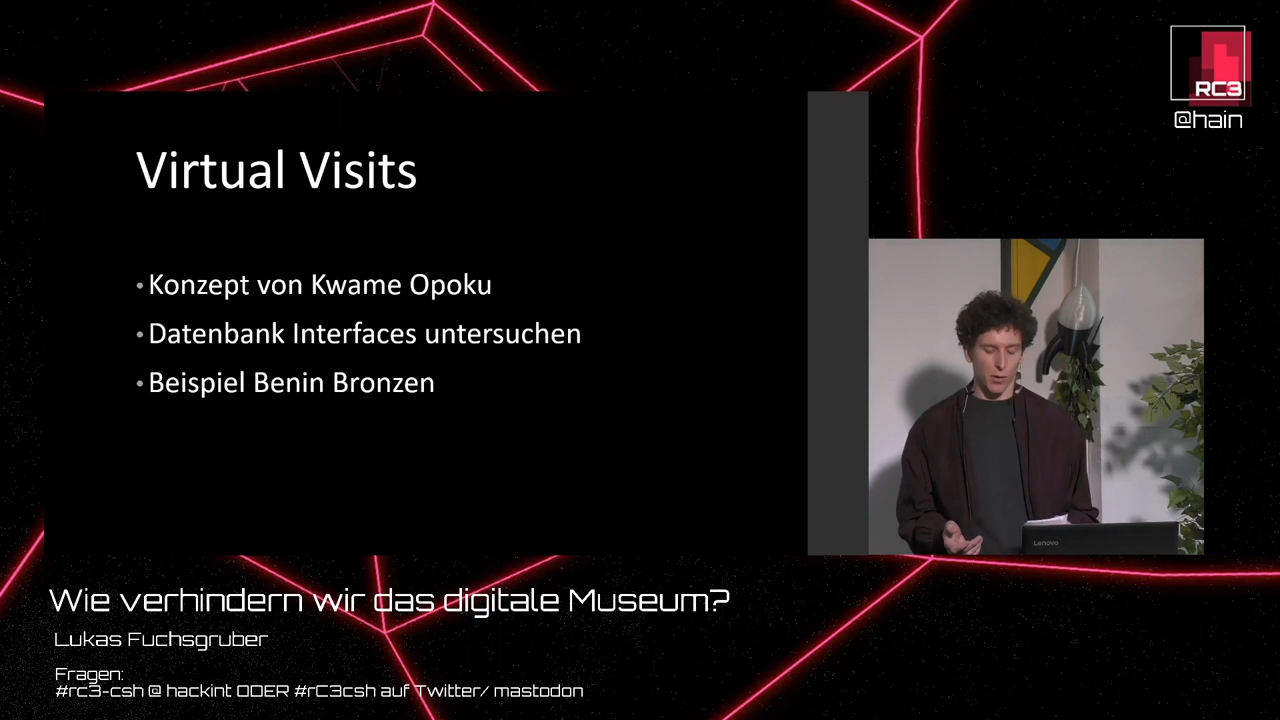 RC3
@hain
Virtual Visits
• Konzept von Kwame Opoku
• Datenbank Interfaces untersuchen
• Beispiel Benin Bronzen
Lenovo
Wie verhindern wir das digitale Museum?
Lukas Fuchsgruber
Fragen:
#rc3-csh @ hackint ODER #rC3csh auf Twitter/ mastodon